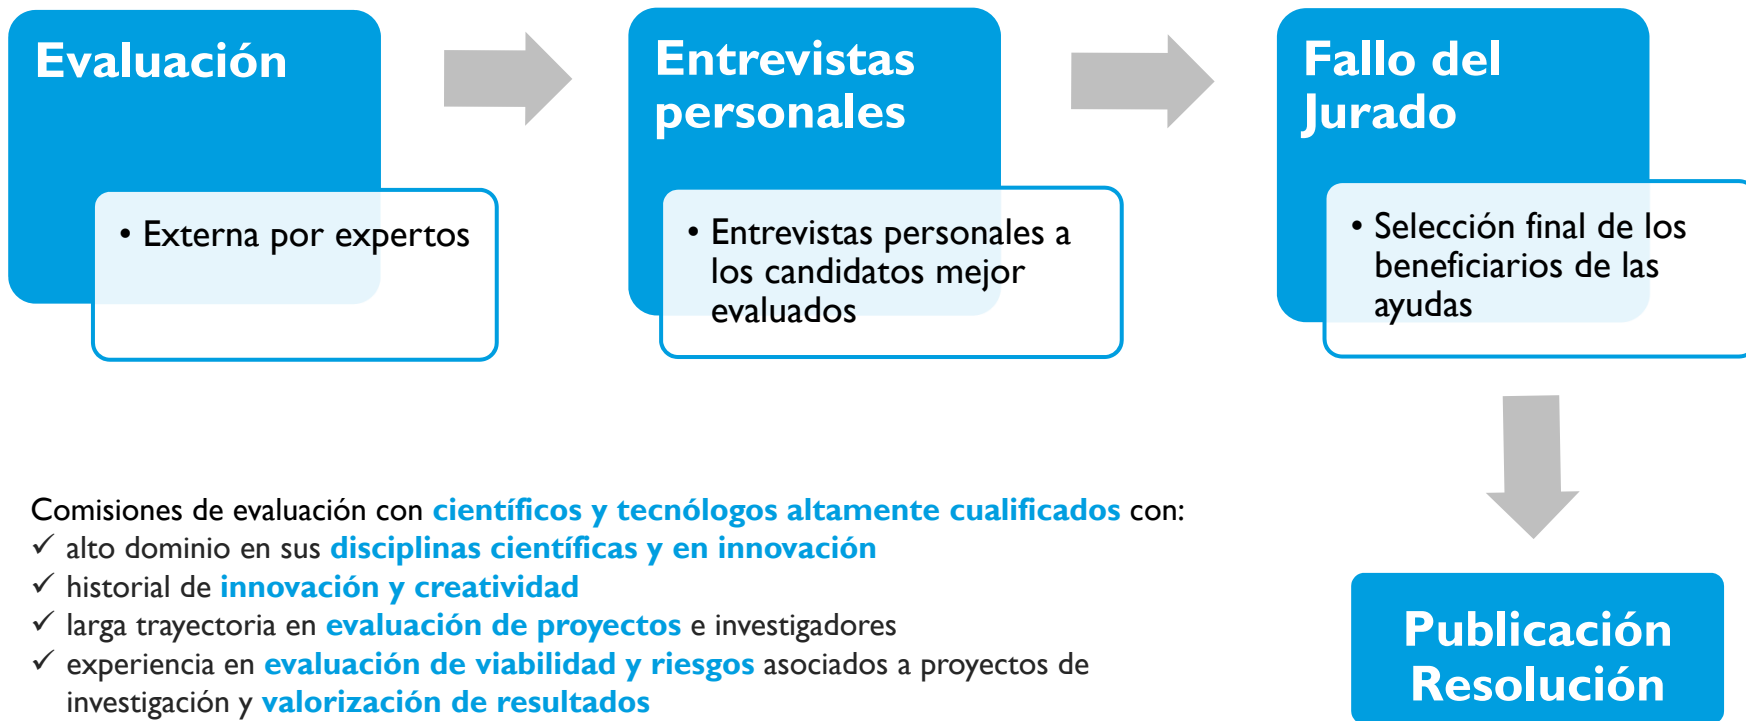 Evaluación
• Externa por expertos
Entrevistas
personales
• Entrevistas personales a
los candidatos mejor
evaluados
Fallo del
Jurado
• Selección final de los
beneficiarios de las
ayudas
Comisiones de evaluación con científicos y tecnólogos altamente cualificados con:
✓ alto dominio en sus disciplinas científicas y en innovación
✓ historial de innovación y creatividad
✓ larga trayectoria en evaluación de proyectos e investigadores
✓ experiencia en evaluación de viabilidad y riesgos asociados a proyectos de
investigación y valorización de resultados
Publicación
Resolución